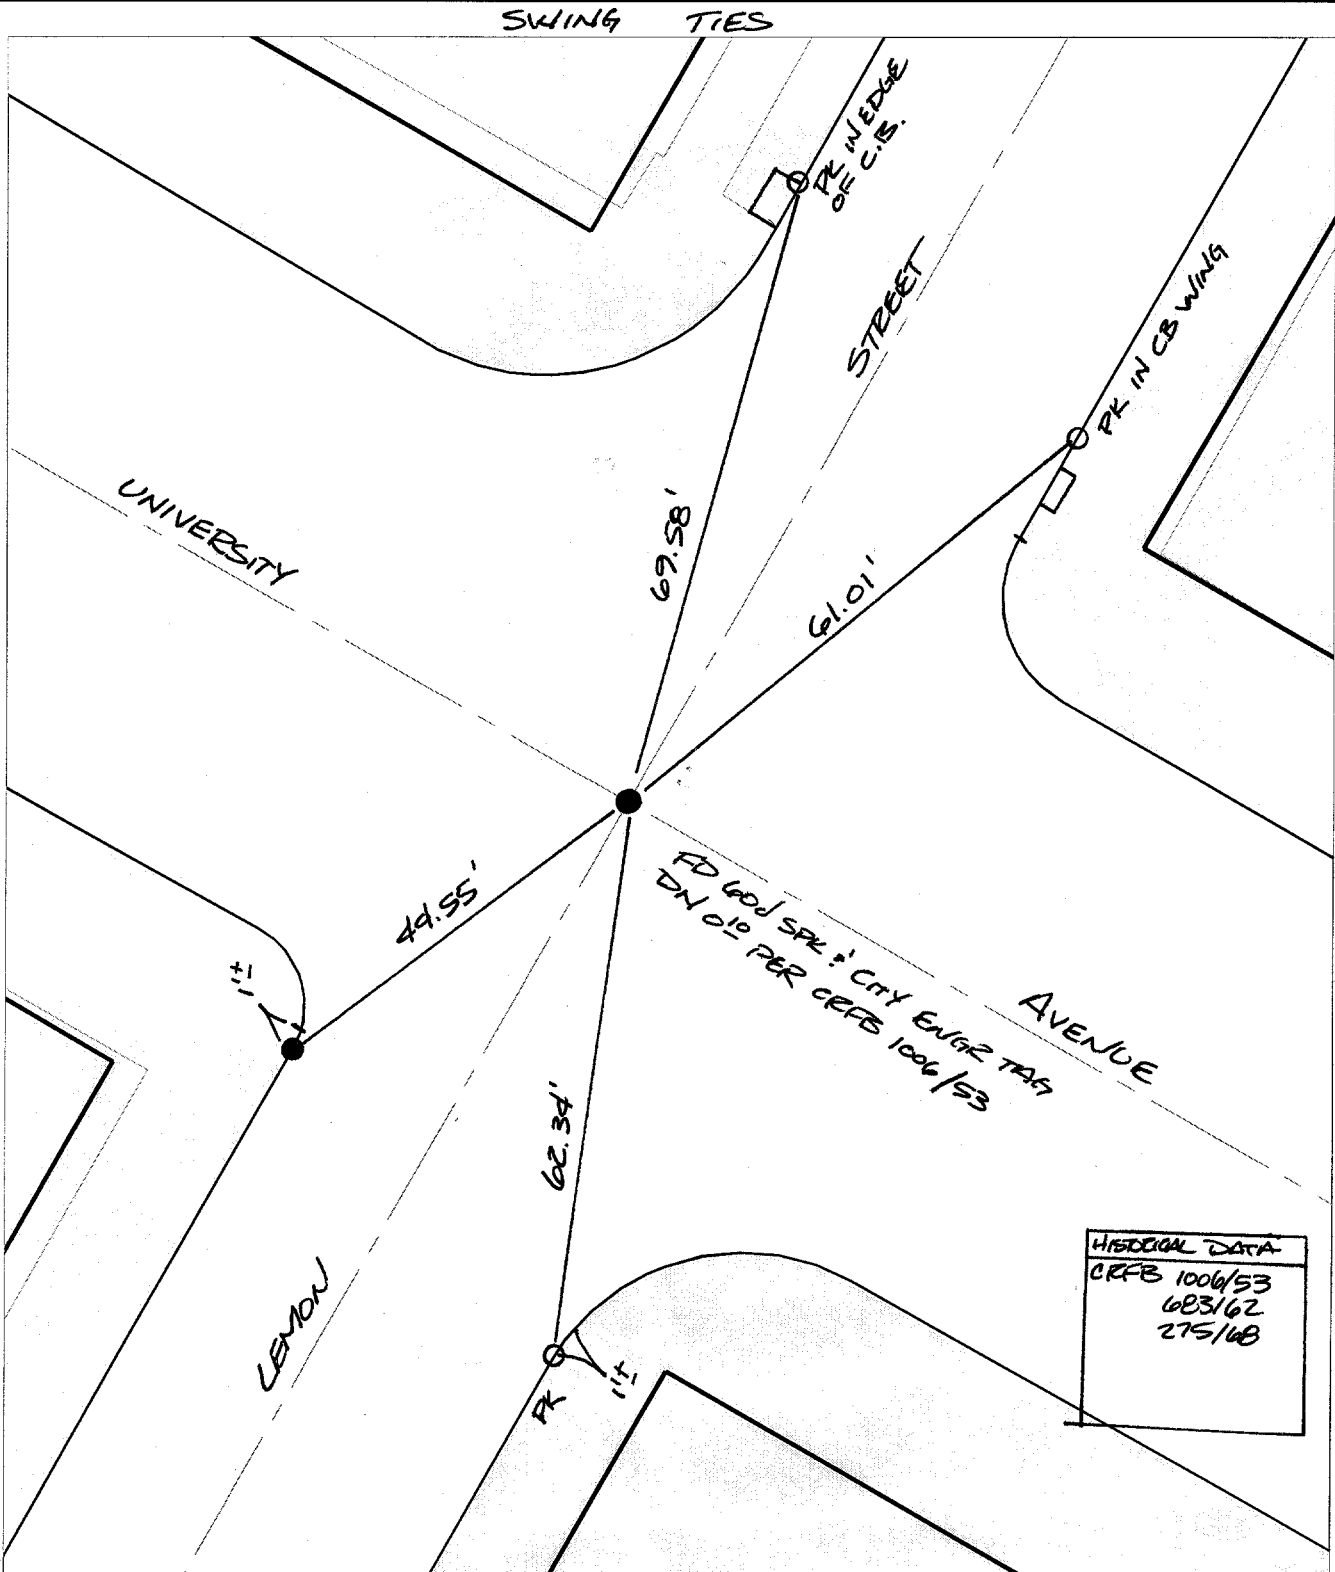 SWING TIES
PK IN EDGE
OF C.B.
STREET
PK IN CB WING
UNIVERSITY
69.58'
61.01'
44.55'
1'±
FD 60d SPK & CITY ENGR TAG
DN 0.10 PER CRFB 1006/53
AVENUE
62.34'
LEMON
PK
1'±
HISTORICAL DATA
CRFB 1006/53
683/62
275/68